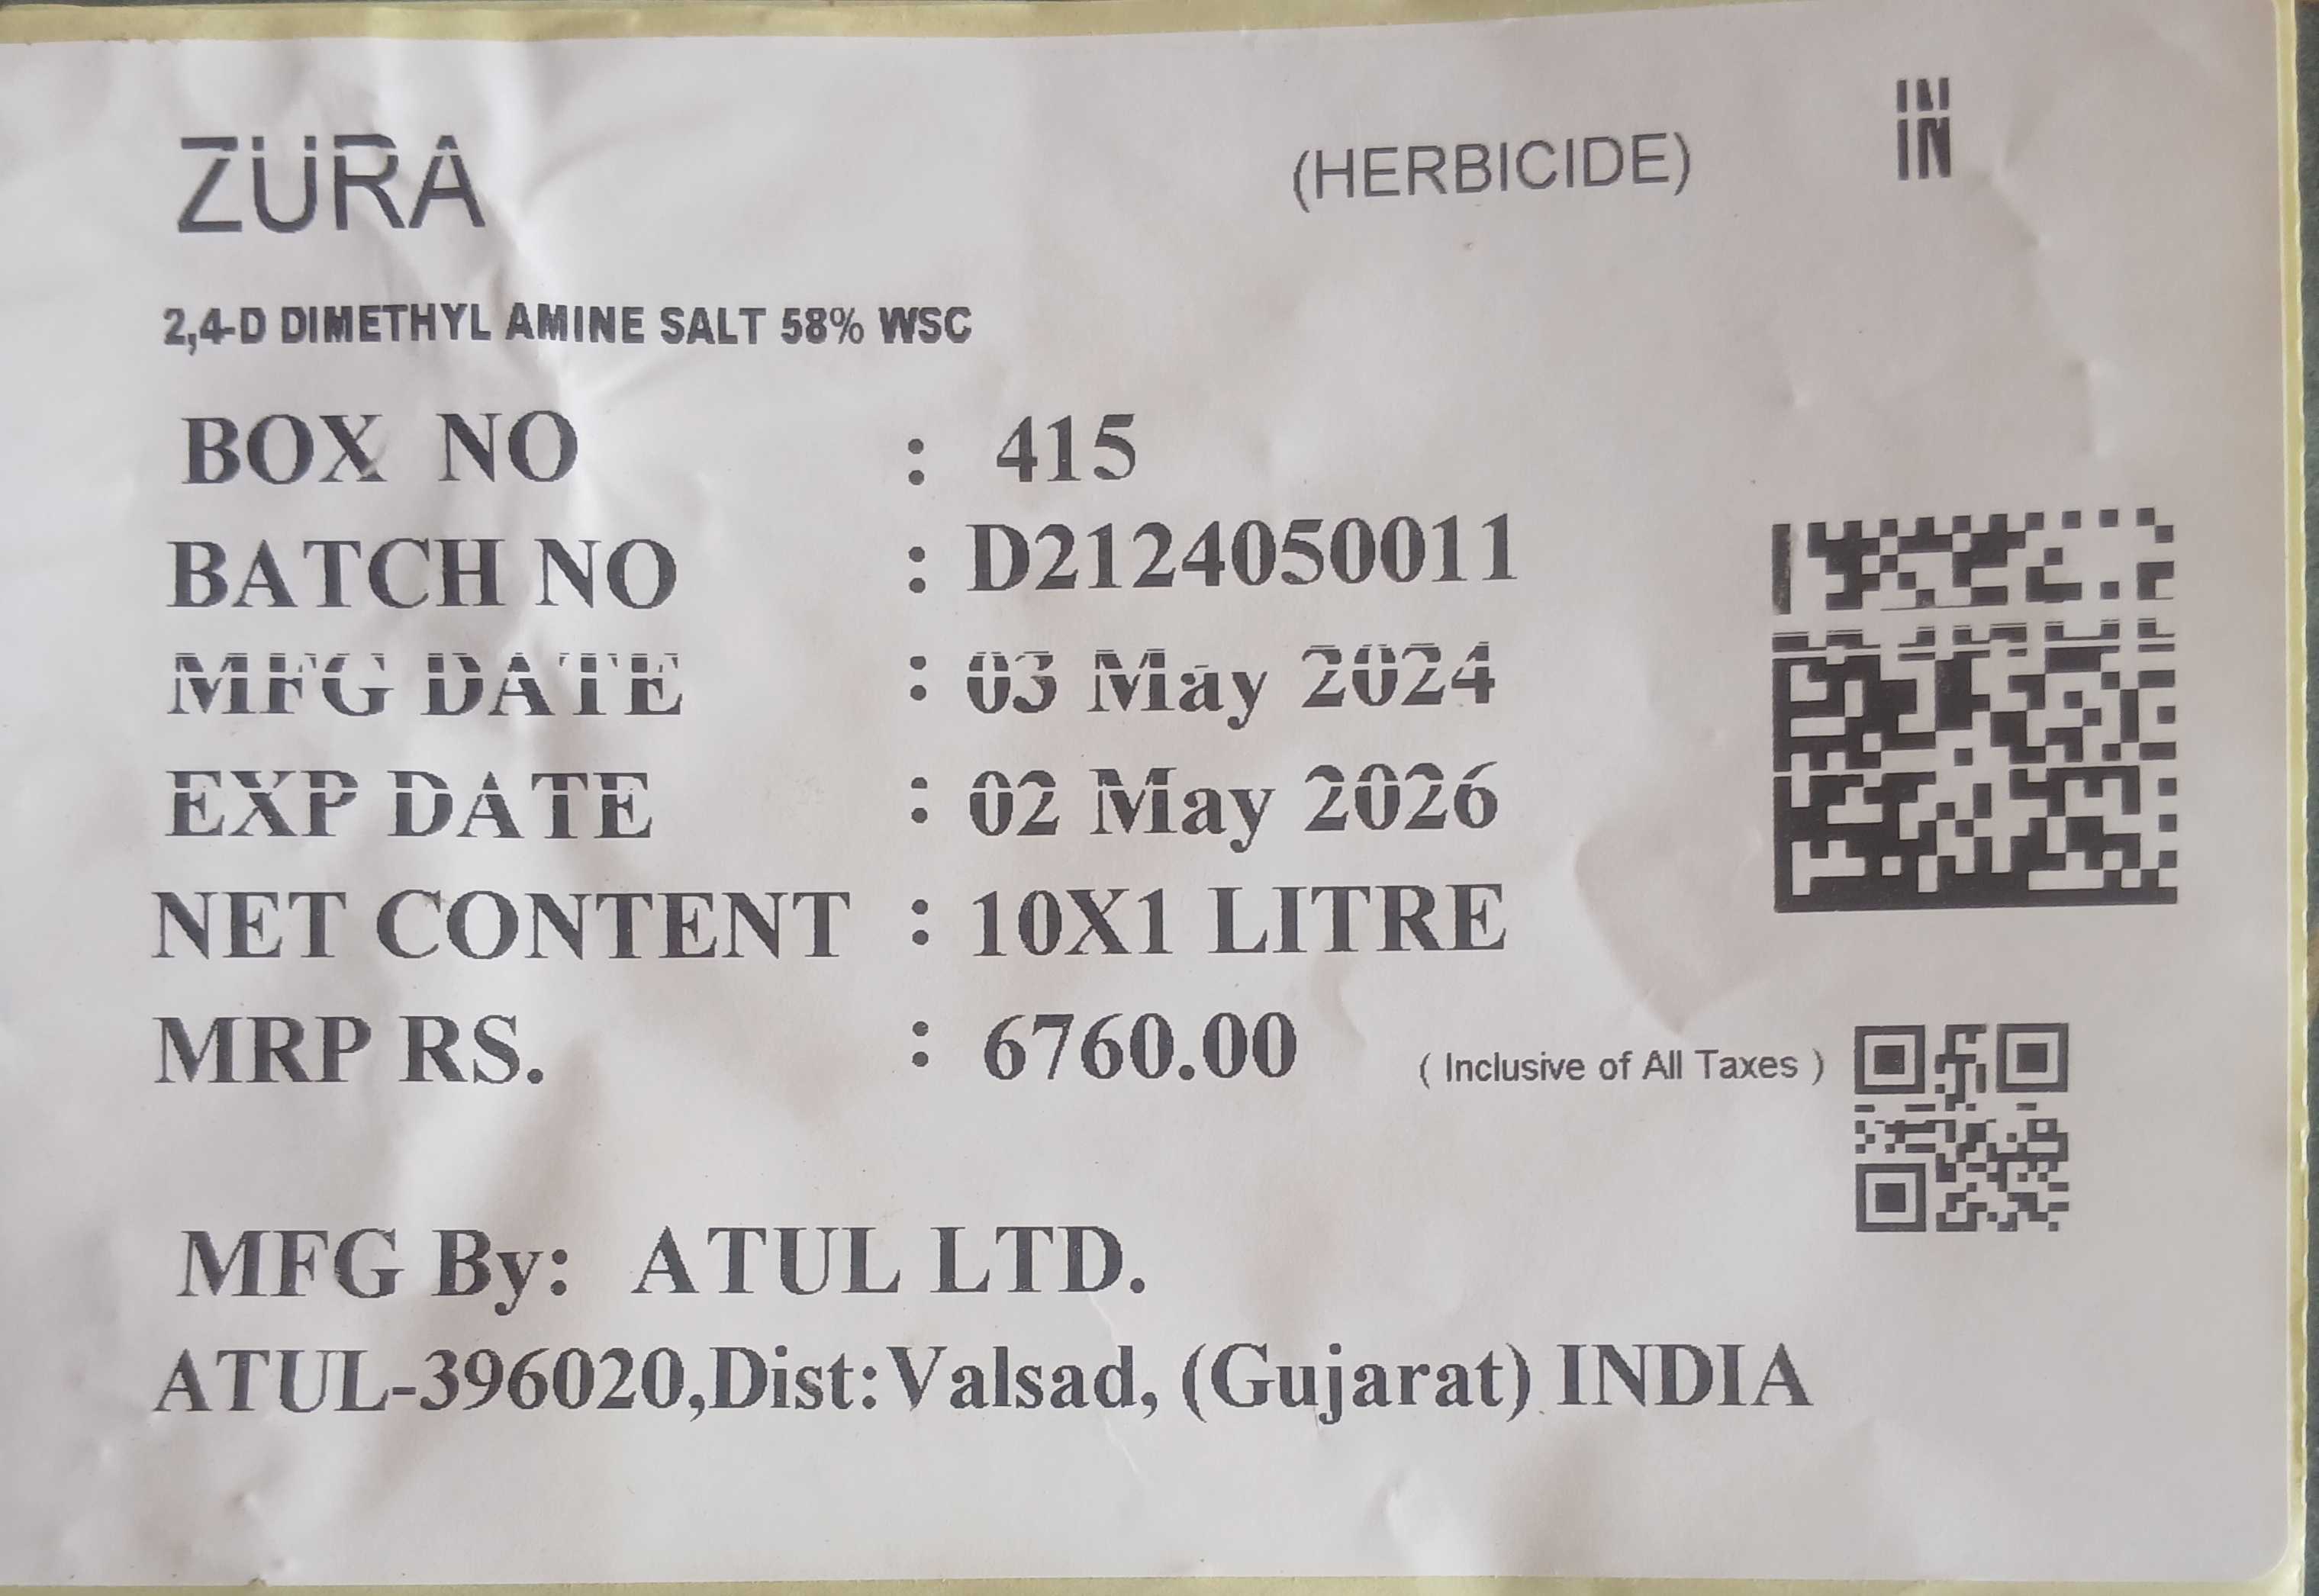 ZURA (HERBICIDE) IN
2,4-D DIMETHYL AMINE SALT 58% WSC
BOX NO : 415
BATCH NO : D2124050011
MFG DATE : 03 May 2024
EXP DATE : 02 May 2026
NET CONTENT : 10X1 LITRE
MRP RS. : 6760.00 ( Inclusive of All Taxes )
MFG By: ATUL LTD.
ATUL-396020,Dist:Valsad, (Gujarat) INDIA